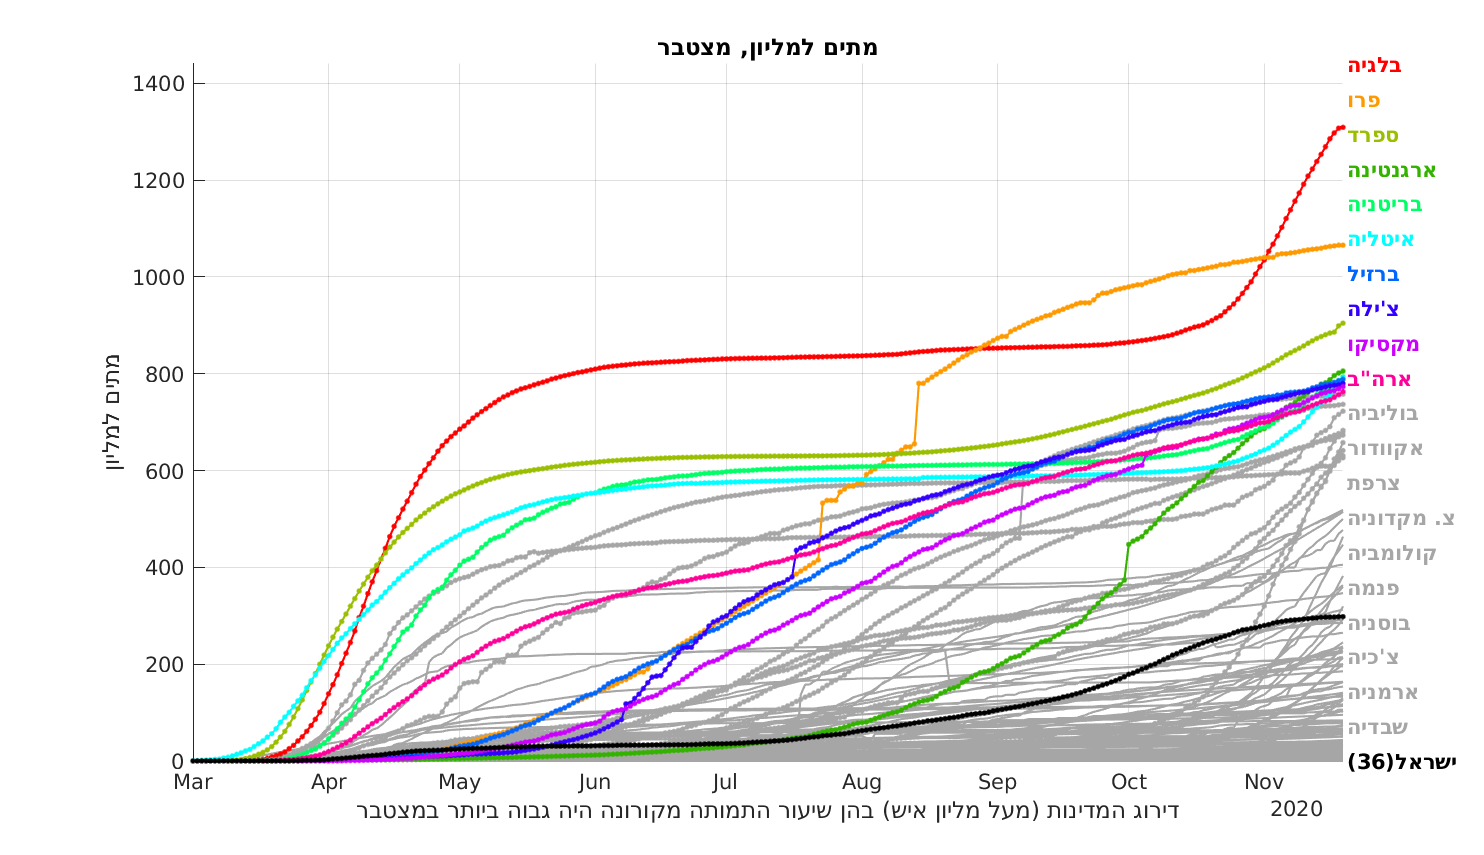 מתים למליון, מצטבר
1400
1200
1000
800
600
400
200
0
מתים למליון
Mar Apr May Jun Jul Aug Sep Oct Nov
2020
דירוג המדינות (מעל מליון איש) בהן שיעור התמותה מקורונה היה גבוה ביותר במצטבר
בלגיה
פרו
ספרד
ארגנטינה
בריטניה
איטליה
ברזיל
צ'ילה
מקסיקו
ארה"ב
בוליביה
אקוודור
צרפת
צ. מקדוניה
קולומביה
פנמה
בוסניה
צ'כיה
ארמניה
שבדיה
ישראל(36)